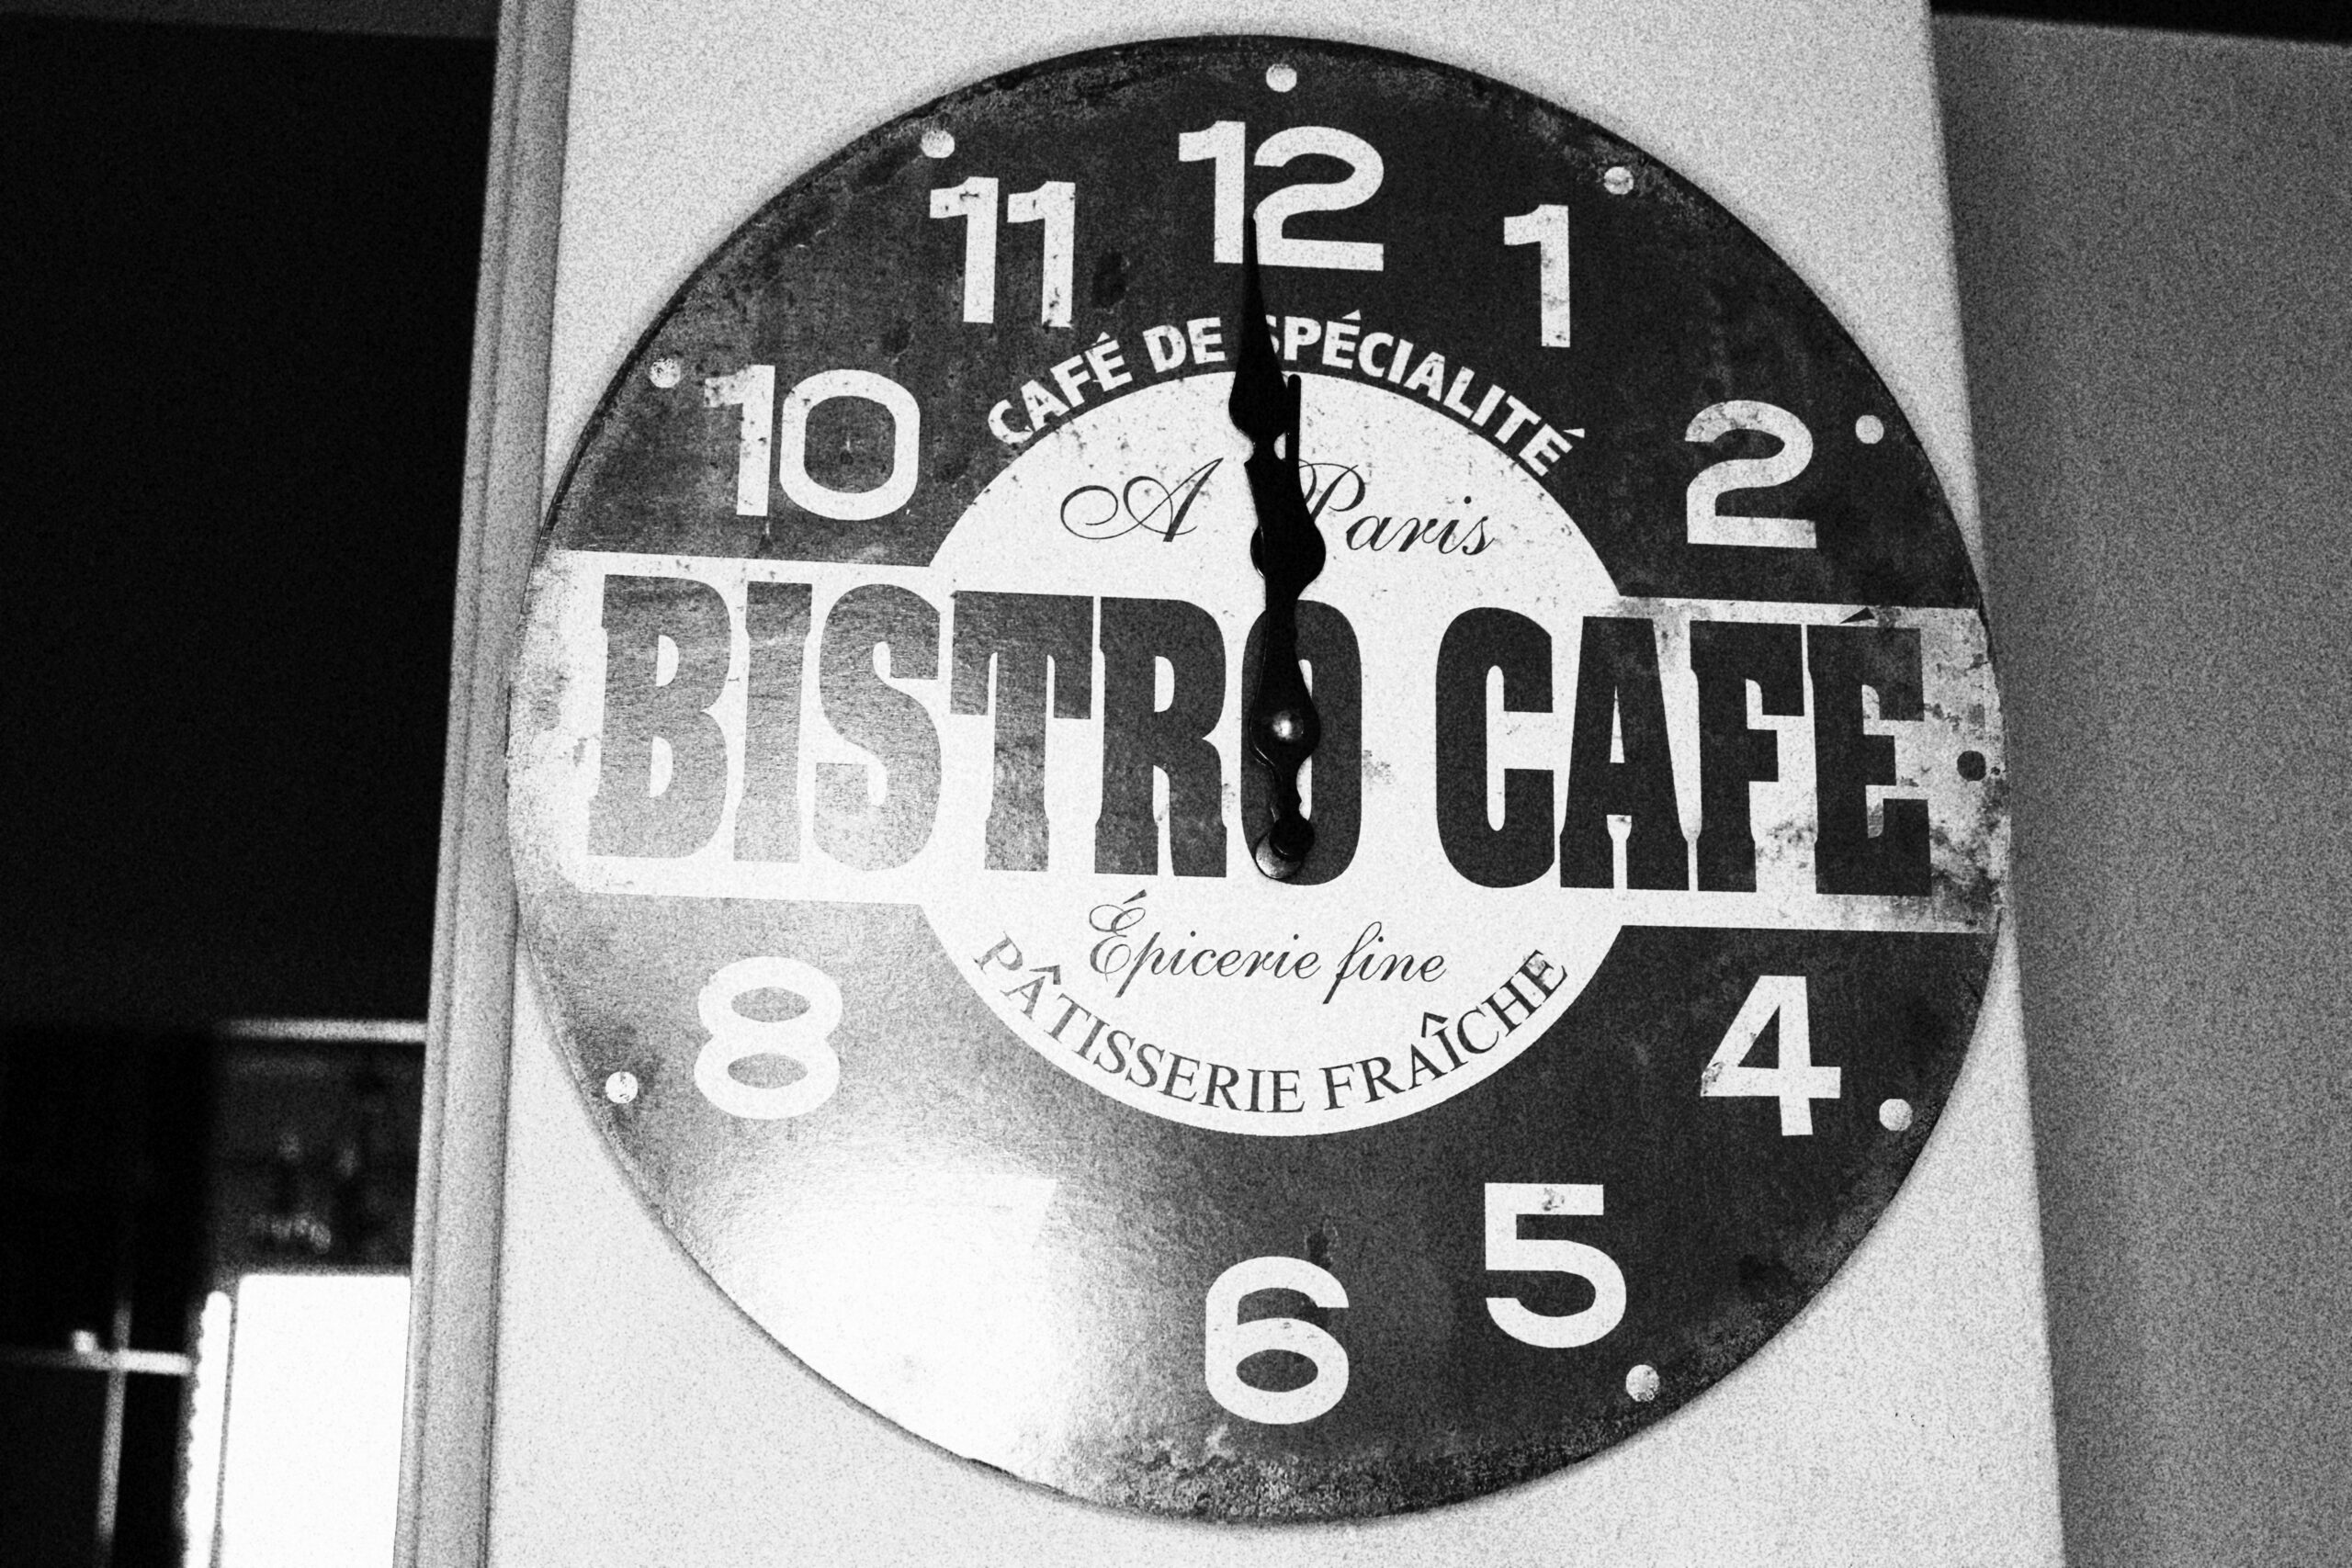 12
11
1
10
2
CAFÉ DE SPÉCIALITÉ
A Paris
BISTRO CAFÉ
Épicerie fine
PÂTISSERIE FRAÎCHE
8
4
7
5
6